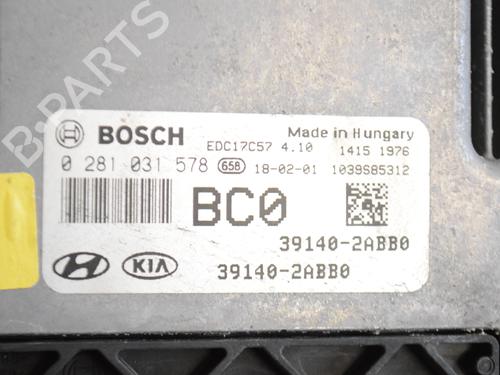 B-PARTS
BOSCH
EDC17C57 4.10
Made in Hungary
0 281 031 578 658 18-02-01
1415 1976
1039S85312
BC0
39140-2ABB0
KIA
39140-2ABB0